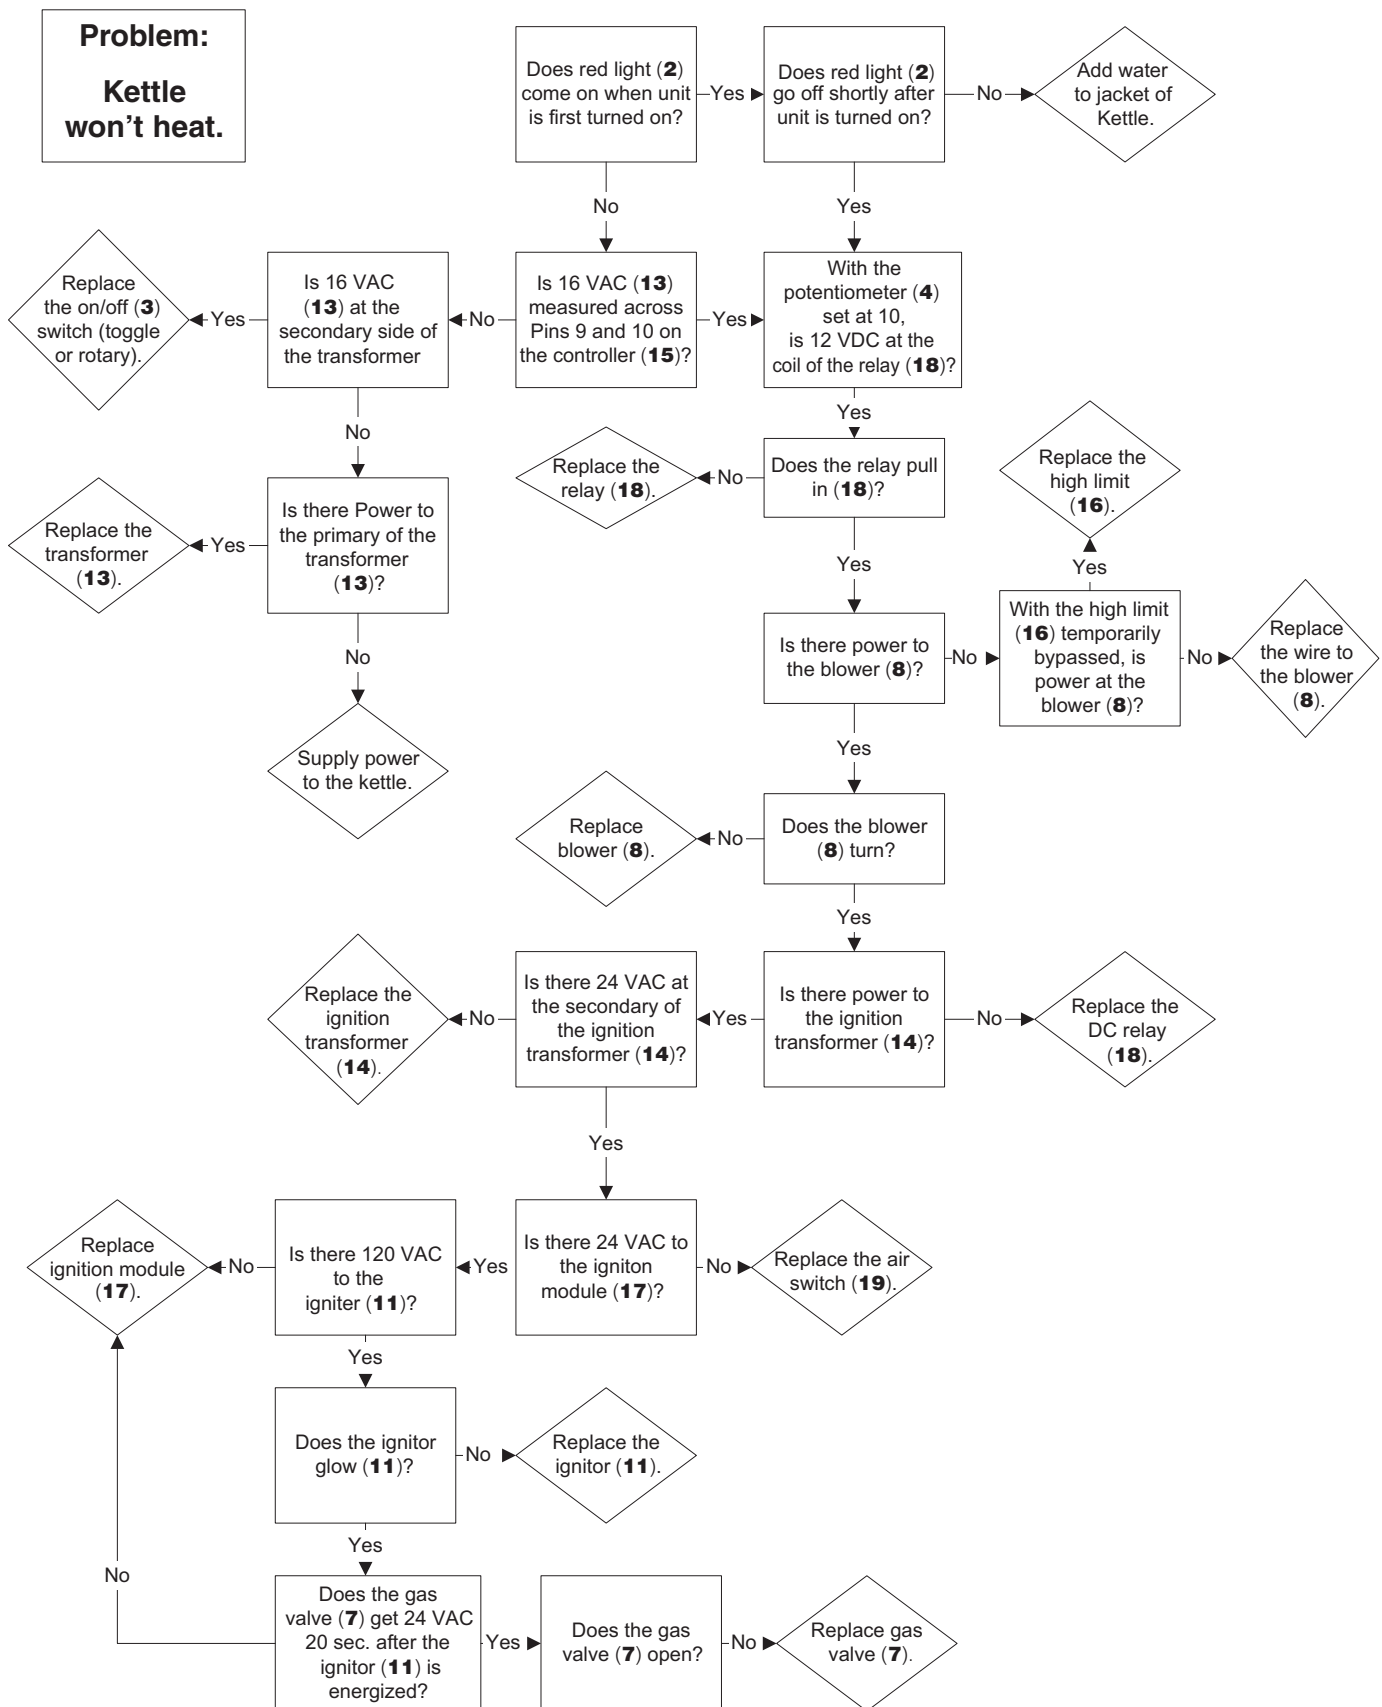 Problem:
Kettle
won't heat.
Does red light (2)
come on when unit
is first turned on?
Yes
Does red light (2)
go off shortly after
unit is turned on?
No
Add water
to jacket of
Kettle.
No
Yes
Replace
the on/off (3)
switch (toggle
or rotary).
Yes
Is 16 VAC
(13) at the
secondary side of
the transformer
No
Is 16 VAC (13)
measured across
Pins 9 and 10 on
the controller (15)?
Yes
With the
potentiometer (4)
set at 10,
is 12 VDC at the
coil of the relay (18)?
No
Yes
Replace the
relay (18).
No
Does the relay pull
in (18)?
Replace the
high limit
(16).
Replace the
transformer
(13).
Yes
Is there Power to
the primary of the
transformer
(13)?
Yes
Yes
No
Is there power to
the blower (8)?
No
With the high limit
(16) temporarily
bypassed, is
power at the
blower (8)?
No
Replace
the wire to
the blower
(8).
Supply power
to the kettle.
Yes
Replace
blower (8).
No
Does the blower
(8) turn?
Yes
Replace the
ignition
transformer
(14).
No
Is there 24 VAC at
the secondary of
the ignition
transformer (14)?
Yes
Is there power to
the ignition
transformer (14)?
No
Replace the
DC relay
(18).
Yes
Replace
ignition module
(17).
No
Is there 120 VAC
to the
igniter (11)?
Yes
Is there 24 VAC to
the igniton
module (17)?
No
Replace the air
switch (19).
Yes
Does the ignitor
glow (11)?
No
Replace the
ignitor (11).
Yes
No
Does the gas
valve (7) get 24 VAC
20 sec. after the
ignitor (11) is
energized?
Yes
Does the gas
valve (7) open?
No
Replace gas
valve (7).